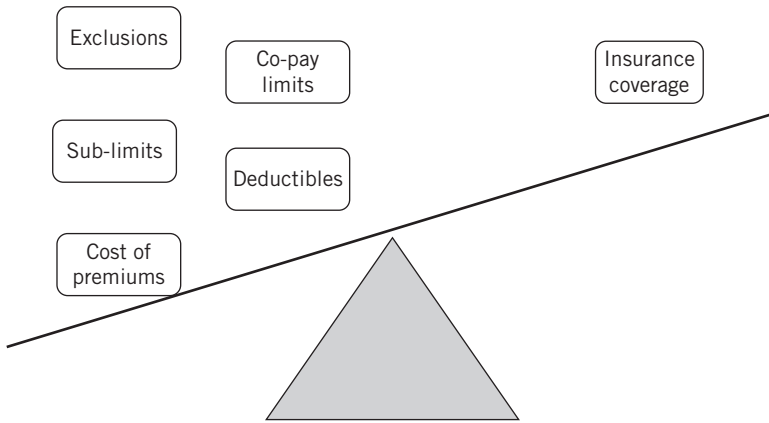 Exclusions
Co-pay
limits
Insurance
coverage
Sub-limits
Deductibles
Cost of
premiums